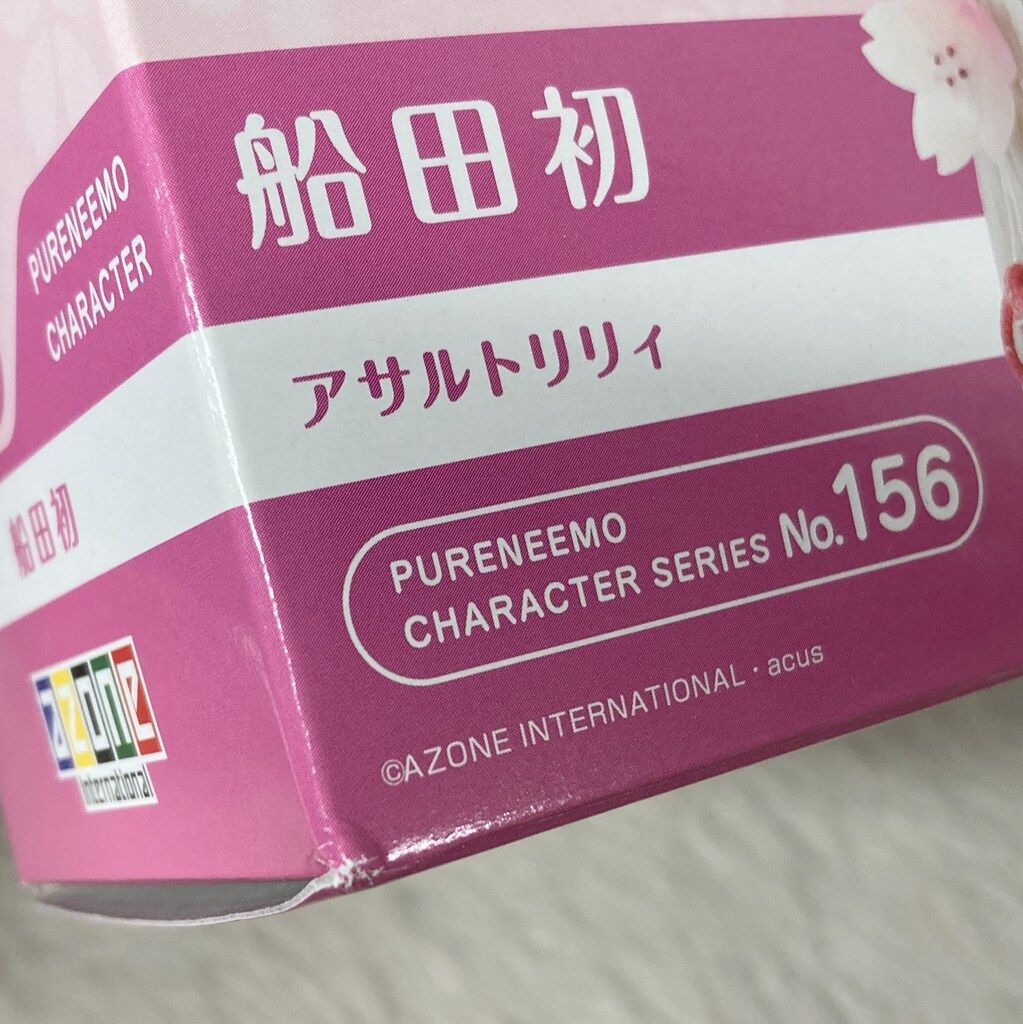 船田初
アサルトリリィ
PURENEEMO
CHARACTER SERIES No.156
©AZONE INTERNATIONAL・acus
PURENEEMO
CHARACTER
船田初
azone
International